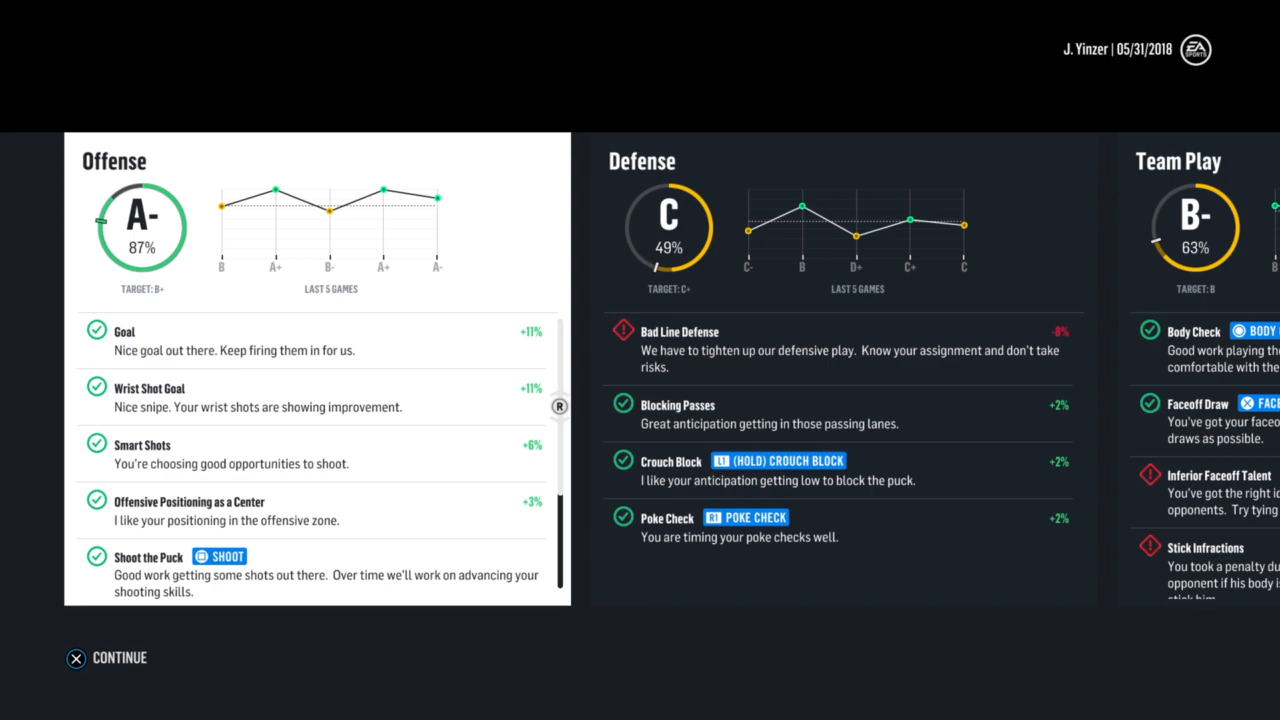 J. Yinzer | 05/31/2018
EA SPORTS
Offense
A-
87%
TARGET: B+
B A+ B- A+ A-
LAST 5 GAMES
Goal +11%
Nice goal out there. Keep firing them in for us.
Wrist Shot Goal +11%
Nice snipe. Your wrist shots are showing improvement.
Smart Shots +6%
You're choosing good opportunities to shoot.
Offensive Positioning as a Center +3%
I like your positioning in the offensive zone.
Shoot the Puck SHOOT
Good work getting some shots out there. Over time we'll work on advancing your
shooting skills.
R
Defense
C
49%
TARGET: C+
C- B D+ C+ C
LAST 5 GAMES
Bad Line Defense -8%
We have to tighten up our defensive play. Know your assignment and don't take
risks.
Blocking Passes +2%
Great anticipation getting in those passing lanes.
Crouch Block L1 (HOLD) CROUCH BLOCK +2%
I like your anticipation getting low to block the puck.
Poke Check R1 POKE CHECK +2%
You are timing your poke checks well.
Team Play
B-
63%
TARGET: B
B
Body Check BODY
Good work playing the
comfortable with the
Faceoff Draw FACE
You've got your faceo
draws as possible.
Inferior Faceoff Talent
You've got the right i
opponents. Try tying
Stick Infractions
You took a penalty du
opponent if his body i
stick him.
CONTINUE